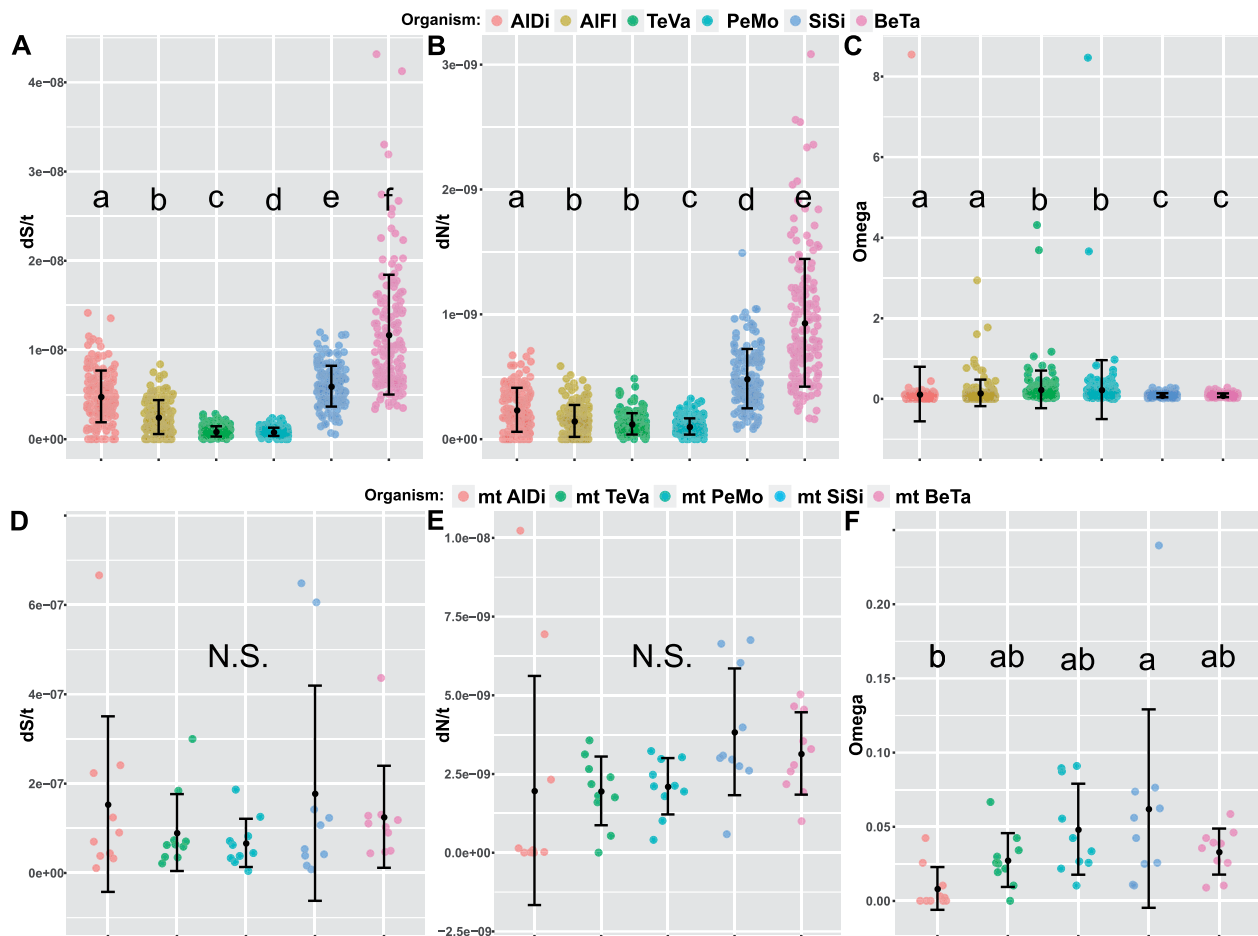 Organism: AlDi AlFl TeVa PeMo SiSi BeTa
A
4e−08
3e−08
2e−08
1e−08
0e+00
dS/t
a b c d e f
B
3e−09
2e−09
1e−09
0e+00
dN/t
a b b c d e
C
8
6
4
2
0
Omega
a a b b c c
Organism: mt AlDi mt TeVa mt PeMo mt SiSi mt BeTa
D
6e−07
4e−07
2e−07
0e+00
dS/t
N.S.
E
1.0e−08
7.5e−09
5.0e−09
2.5e−09
0.0e+00
−2.5e−09
dN/t
N.S.
F
0.20
0.15
0.10
0.05
0.00
Omega
b ab ab a ab